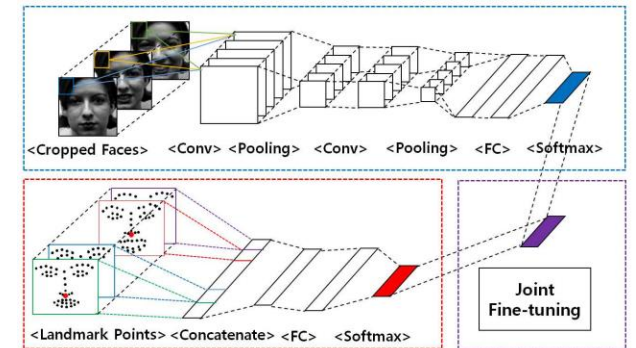 <Cropped Faces> <Conv> <Pooling> <Conv> <Pooling> <FC> <Softmax>
<Landmark Points> <Concatenate> <FC> <Softmax>
Joint
Fine-tuning